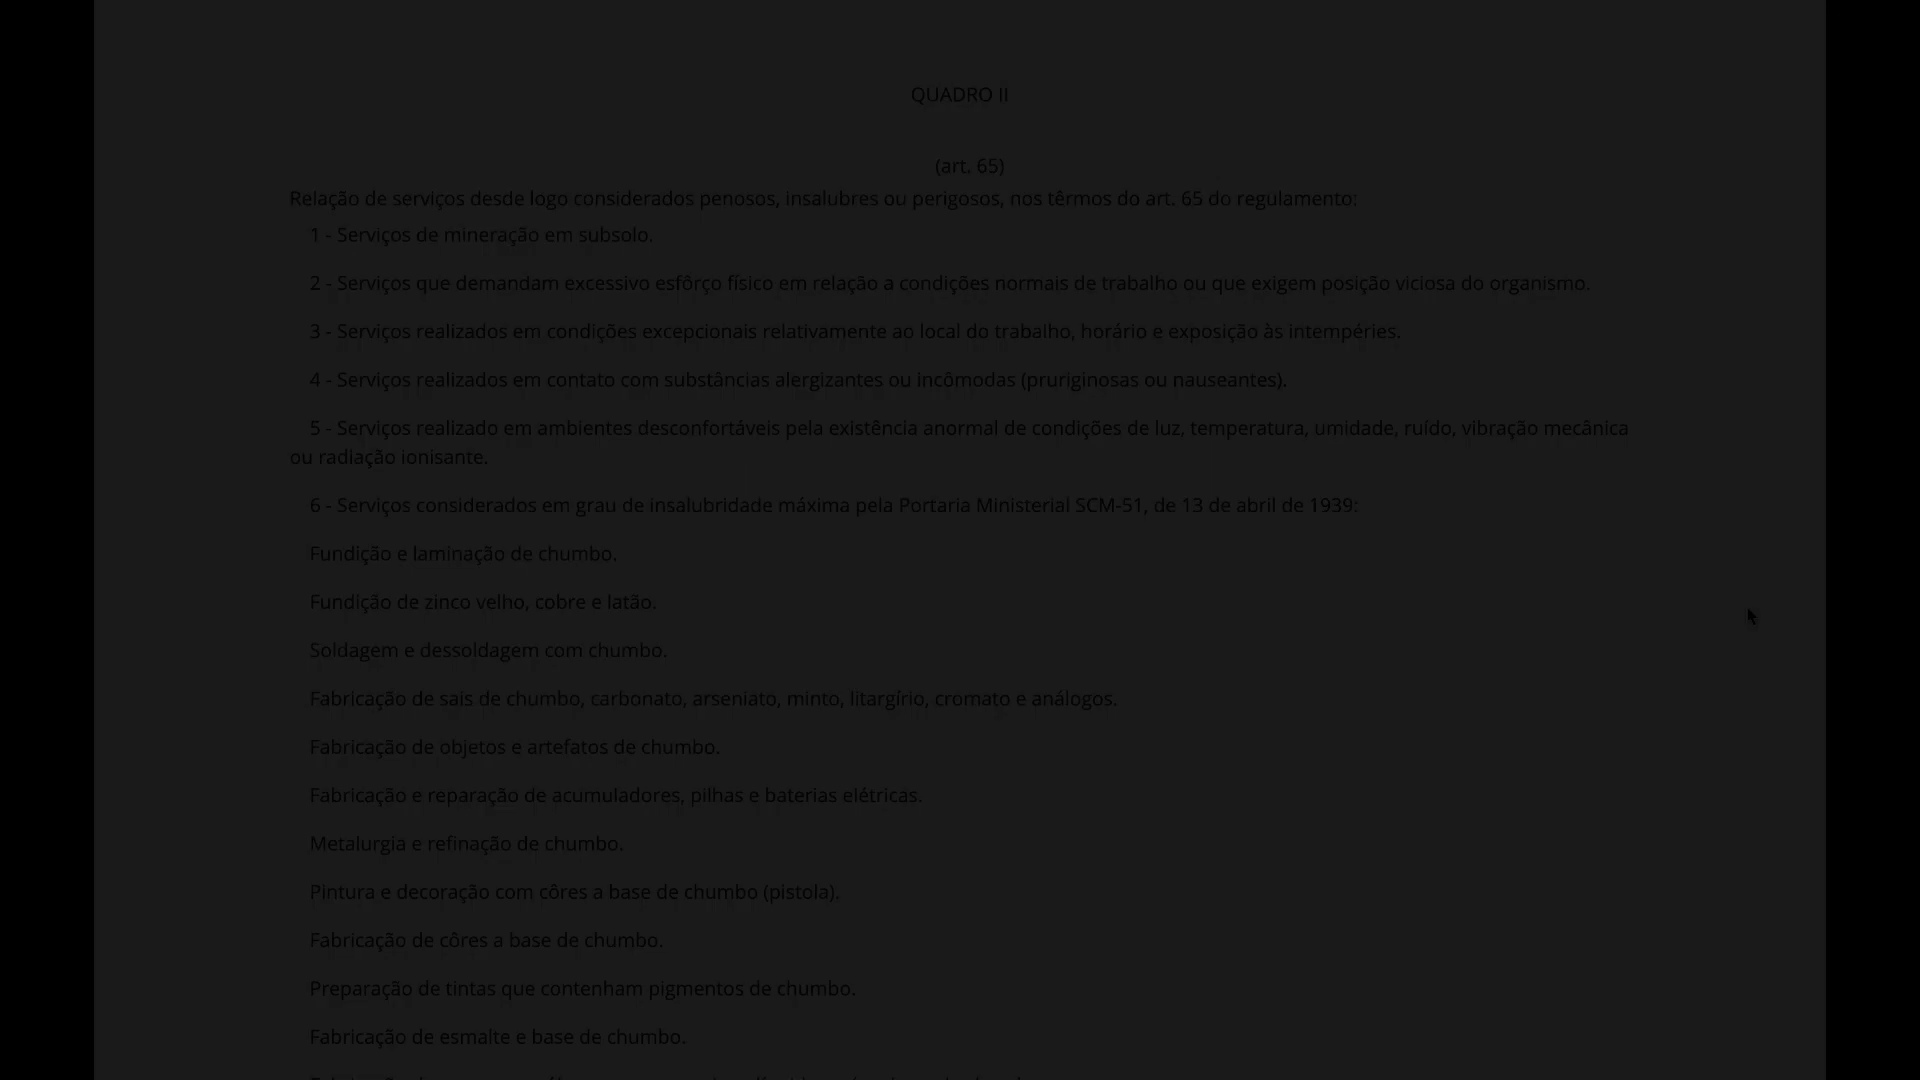 QUADRO II
(art. 65)
Relação de serviços desde logo considerados penosos, insalubres ou perigosos, nos têrmos do art. 65 do regulamento:
1 - Serviços de mineração em subsolo.
2 - Serviços que demandam excessivo esfôrço físico em relação a condições normais de trabalho ou que exigem posição viciosa do organismo.
3 - Serviços realizados em condições excepcionais relativamente ao local do trabalho, horário e exposição às intempéries.
4 - Serviços realizados em contato com substâncias alergizantes ou incômodas (pruriginosas ou nauseantes).
5 - Serviços realizado em ambientes desconfortáveis pela existência anormal de condições de luz, temperatura, umidade, ruído, vibração mecânica
ou radiação ionisante.
6 - Serviços considerados em grau de insalubridade máxima pela Portaria Ministerial SCM-51, de 13 de abril de 1939:
Fundição e laminação de chumbo.
Fundição de zinco velho, cobre e latão.
Soldagem e dessoldagem com chumbo.
Fabricação de sais de chumbo, carbonato, arseniato, minto, litargírio, cromato e análogos.
Fabricação de objetos e artefatos de chumbo.
Fabricação e reparação de acumuladores, pilhas e baterias elétricas.
Metalurgia e refinação de chumbo.
Pintura e decoração com côres a base de chumbo (pistola).
Fabricação de côres a base de chumbo.
Preparação de tintas que contenham pigmentos de chumbo.
Fabricação de esmalte e base de chumbo.